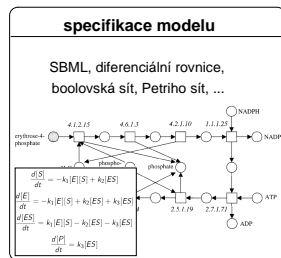 specifikace modelu
SBML, diferenciální rovnice,
boolovská sít, Petriho sít, ...
NADPH
4.1.2.15 4.6.1.3 4.2.1.10 1.1.1.25
erythrose-4-
phosphate
NADP
phospho-
phosphate
d[S]/dt = −k₁[E][S] + k₂[ES]
d[E]/dt = −k₁[E][S] + k₂[ES] + k₃[ES]
d[ES]/dt = k₁[E][S] − k₂[ES] − k₃[ES]
d[P]/dt = k₃[ES]
ATP
2.5.1.19 2.7.1.71
ADP